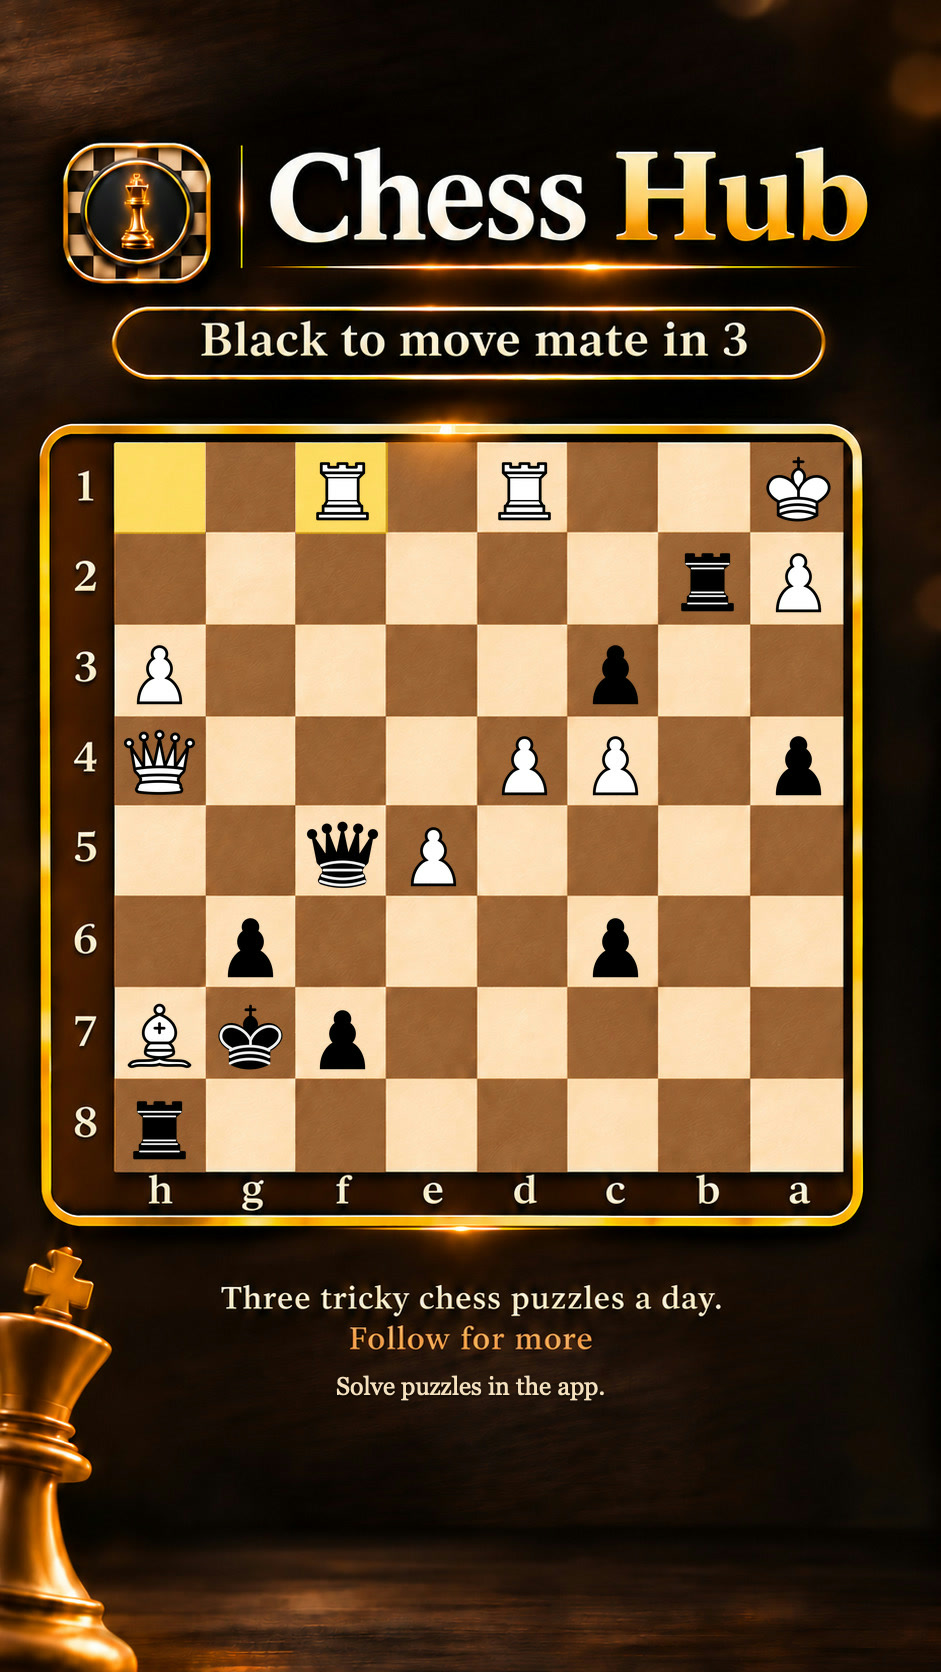 Chess Hub
Black to move mate in 3
1
2
3
4
5
6
7
8
h g f e d c b a
Three tricky chess puzzles a day.
Follow for more
Solve puzzles in the app.